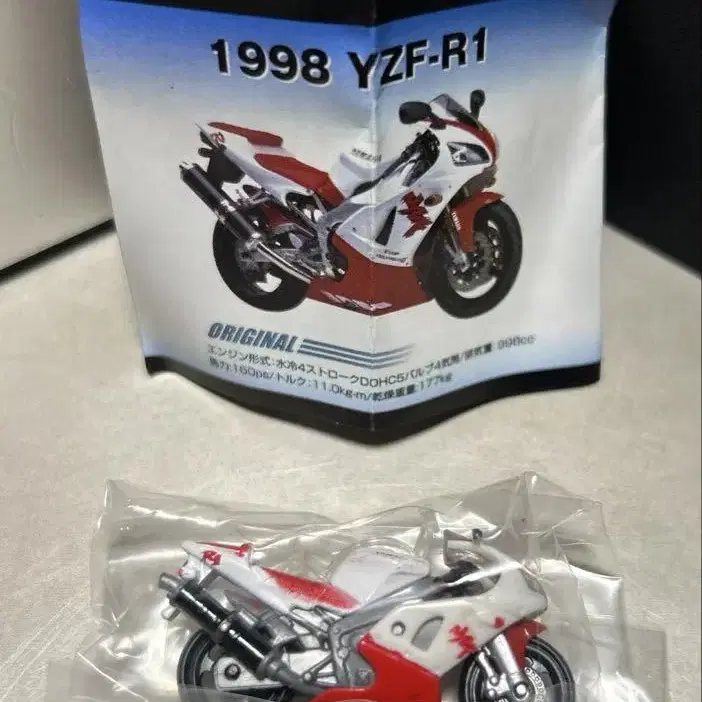 1998 YZF-R1
YAMAHA
ORIGINAL
エンジン形式:水冷4ストロークDOHC5バルブ4気筒/排気量:998cc
馬力:160ps/トルク:11.0kg-m/乾燥重量:177kg